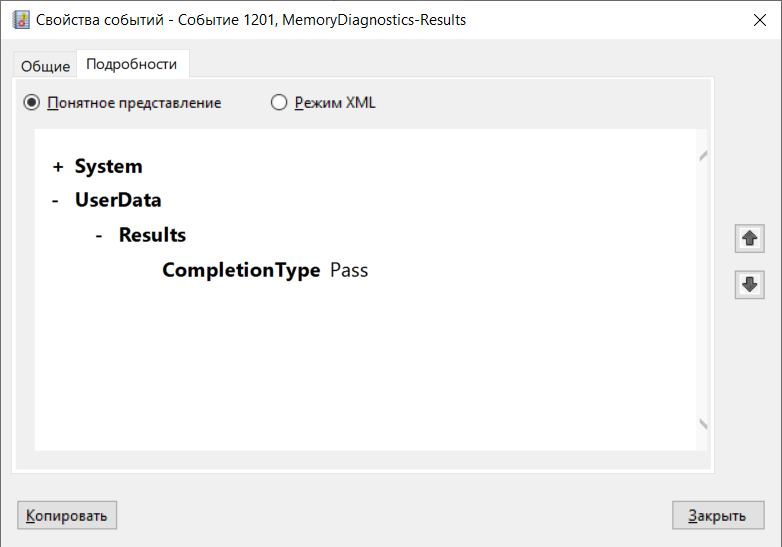 Свойства событий - Событие 1201, MemoryDiagnostics-Results
Общие Подробности
Понятное представление Режим XML
+ System
- UserData
- Results
CompletionType Pass
Копировать Закрыть